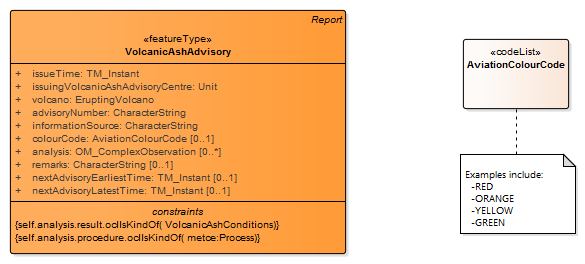 Report
«featureType»
VolcanicAshAdvisory
+ issueTime: TM_Instant
+ issuingVolcanicAshAdvisoryCentre: Unit
+ volcano: EruptingVolcano
+ advisoryNumber: CharacterString
+ informationSource: CharacterString
+ colourCode: AviationColourCode [0..1]
+ analysis: OM_ComplexObservation [0..*]
+ remarks: CharacterString [0..1]
+ nextAdvisoryEarliestTime: TM_Instant [0..1]
+ nextAdvisoryLatestTime: TM_Instant [0..1]
constraints
{self.analysis.result.oclIsKindOf( VolcanicAshConditions)}
{self.analysis.procedure.oclIsKindOf( metce:Process)}
«codeList»
AviationColourCode
Examples include:
-RED
-ORANGE
-YELLOW
-GREEN